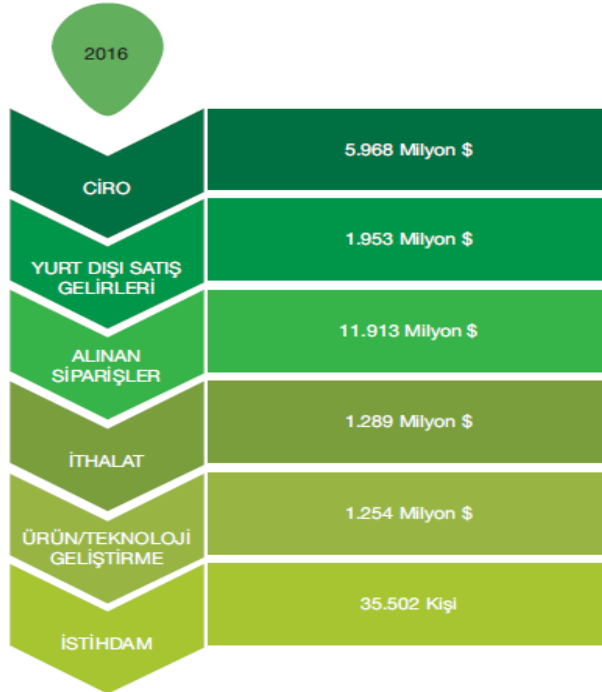 2016
CİRO
5.968 Milyon $
YURT DIŞI SATIŞ
GELİRLERİ
1.953 Milyon $
ALINAN
SİPARİŞLER
11.913 Milyon $
İTHALAT
1.289 Milyon $
ÜRÜN/TEKNOLOJİ
GELİŞTİRME
1.254 Milyon $
İSTİHDAM
35.502 Kişi